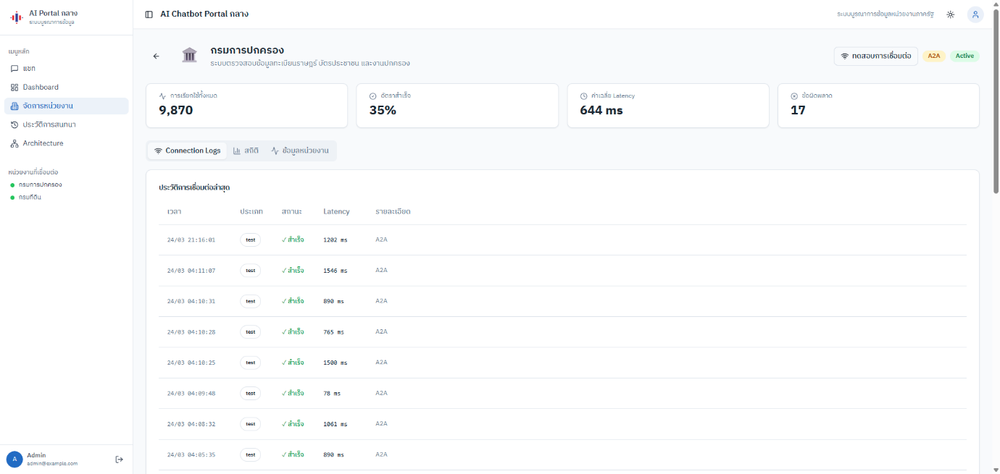 AI Portal กลาง
ระบบบูรณาการข้อมูล
เมนูหลัก
แชท
Dashboard
จัดการหน่วยงาน
ประวัติการสนทนา
Architecture
หน่วยงานที่เชื่อมต่อ
กรมการปกครอง
กรมที่ดิน
A
Admin
admin@example.com
AI Chatbot Portal กลาง
ระบบบูรณาการข้อมูลหน่วยงานภาครัฐ
กรมการปกครอง
ระบบตรวจสอบข้อมูลทะเบียนราษฎร์ บัตรประชาชน และงานปกครอง
ทดสอบการเชื่อมต่อ
A2A
Active
การเรียกใช้ทั้งหมด
9,870
อัตราสำเร็จ
35%
ค่าเฉลี่ย Latency
644 ms
ข้อผิดพลาด
17
Connection Logs
สถิติ
ข้อมูลหน่วยงาน
ประวัติการเชื่อมต่อล่าสุด
เวลา ประเภท สถานะ Latency รายละเอียด
24/03 21:16:01 test ✓ สำเร็จ 1202 ms A2A
24/03 04:11:07 test ✓ สำเร็จ 1546 ms A2A
24/03 04:10:31 test ✓ สำเร็จ 890 ms A2A
24/03 04:10:28 test ✓ สำเร็จ 765 ms A2A
24/03 04:10:25 test ✓ สำเร็จ 1500 ms A2A
24/03 04:09:48 test ✓ สำเร็จ 78 ms A2A
24/03 04:08:32 test ✓ สำเร็จ 1061 ms A2A
24/03 04:05:35 test ✓ สำเร็จ 890 ms A2A